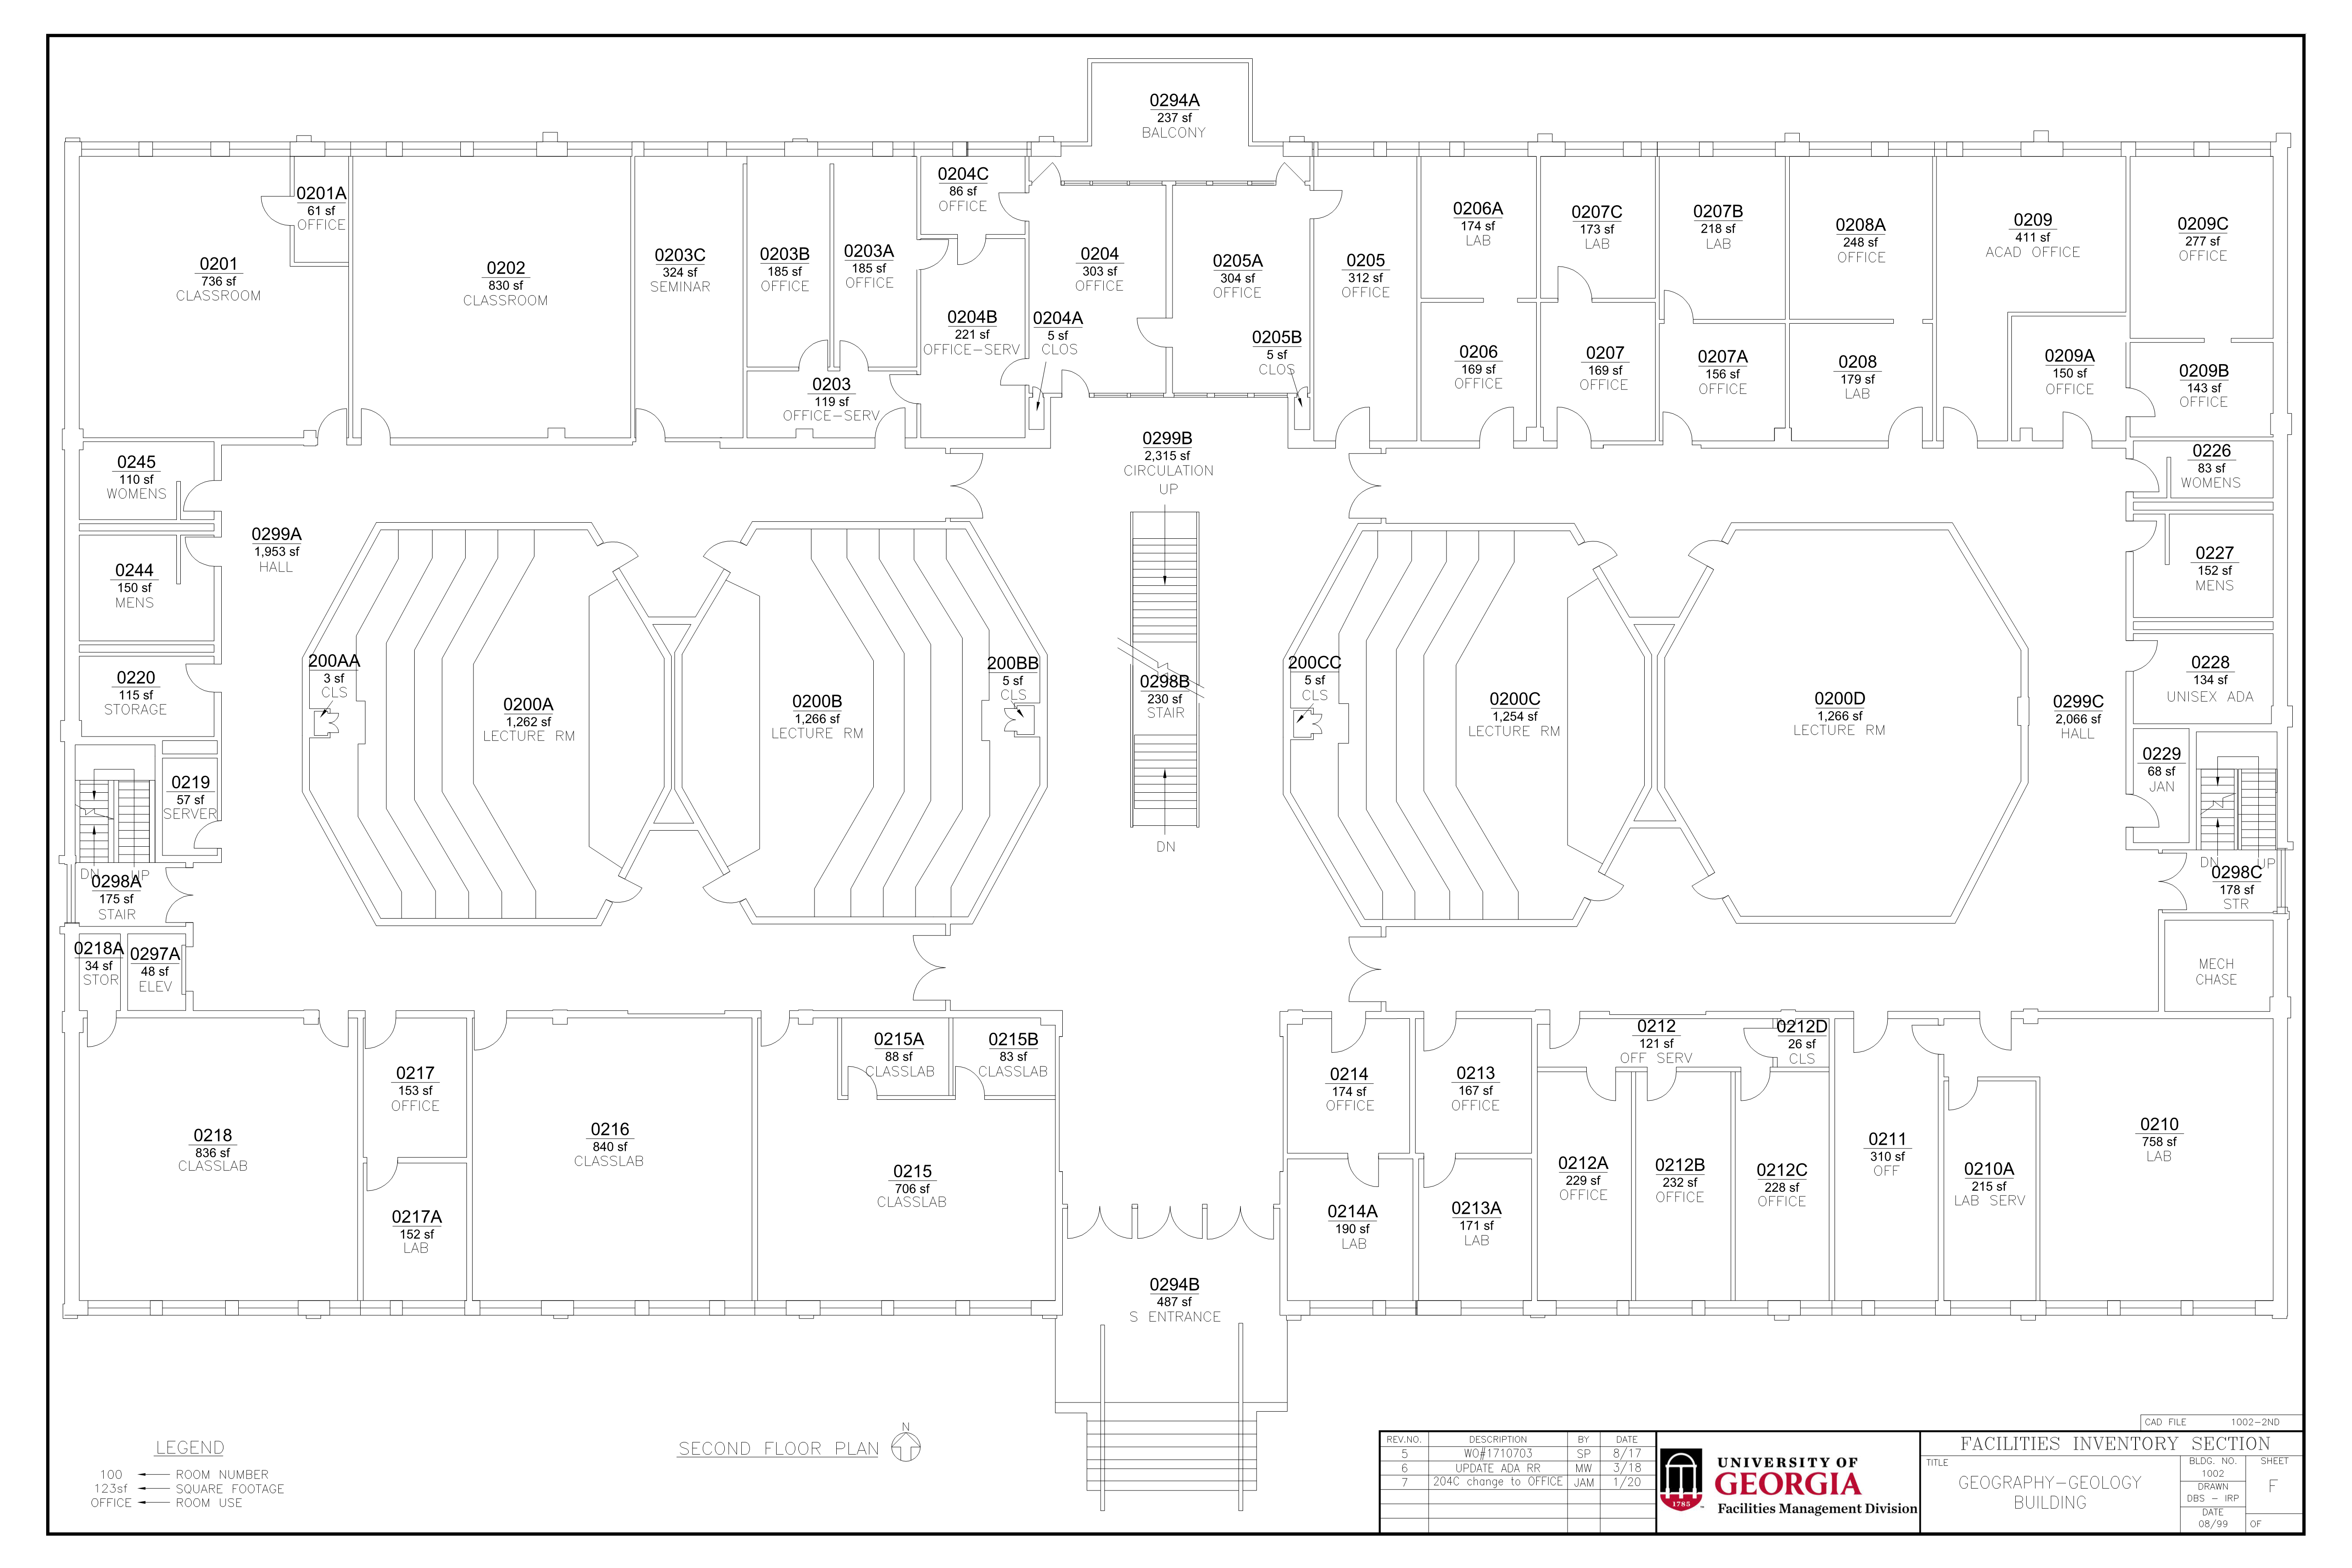 0294A
237 sf
BALCONY
0201
736 sf
CLASSROOM
0201A
61 sf
OFFICE
0202
830 sf
CLASSROOM
0203C
324 sf
SEMINAR
0203B
185 sf
OFFICE
0203A
185 sf
OFFICE
0203
119 sf
OFFICE-SERV
0204C
86 sf
OFFICE
0204B
221 sf
OFFICE-SERV
0204
303 sf
OFFICE
0204A
5 sf
CLOS
0205A
304 sf
OFFICE
0205B
5 sf
CLOS
0205
312 sf
OFFICE
0206A
174 sf
LAB
0206
169 sf
OFFICE
0207C
173 sf
LAB
0207
169 sf
OFFICE
0207B
218 sf
LAB
0207A
156 sf
OFFICE
0208A
248 sf
OFFICE
0208
179 sf
LAB
0209
411 sf
ACAD OFFICE
0209A
150 sf
OFFICE
0209C
277 sf
OFFICE
0209B
143 sf
OFFICE
0245
110 sf
WOMENS
0244
150 sf
MENS
0220
115 sf
STORAGE
0219
57 sf
SERVER
DN
UP
0298A
175 sf
STAIR
0218A
34 sf
STOR
0297A
48 sf
ELEV
0299A
1,953 sf
HALL
200AA
3 sf
CLS
0200A
1,262 sf
LECTURE RM
0200B
1,266 sf
LECTURE RM
200BB
5 sf
CLS
0299B
2,315 sf
CIRCULATION
UP
0298B
230 sf
STAIR
DN
200CC
5 sf
CLS
0200C
1,254 sf
LECTURE RM
0200D
1,266 sf
LECTURE RM
0299C
2,066 sf
HALL
0226
83 sf
WOMENS
0227
152 sf
MENS
0228
134 sf
UNISEX ADA
0229
68 sf
JAN
DN
UP
0298C
178 sf
STR
MECH
CHASE
0218
836 sf
CLASSLAB
0217
153 sf
OFFICE
0217A
152 sf
LAB
0216
840 sf
CLASSLAB
0215A
88 sf
CLASSLAB
0215B
83 sf
CLASSLAB
0215
706 sf
CLASSLAB
0294B
487 sf
S ENTRANCE
0214
174 sf
OFFICE
0214A
190 sf
LAB
0213
167 sf
OFFICE
0213A
171 sf
LAB
0212
121 sf
OFF SERV
0212D
26 sf
CLS
0212A
229 sf
OFFICE
0212B
232 sf
OFFICE
0212C
228 sf
OFFICE
0211
310 sf
OFF
0210A
215 sf
LAB SERV
0210
758 sf
LAB
LEGEND
100 ROOM NUMBER
123sf SQUARE FOOTAGE
OFFICE ROOM USE
SECOND FLOOR PLAN
N
REV.NO. DESCRIPTION BY DATE
5 WO#1710703 SP 8/17
6 UPDATE ADA RR MW 3/18
7 204C change to OFFICE JAM 1/20
1785
UNIVERSITY OF
GEORGIA
Facilities Management Division
CAD FILE 1002-2ND
FACILITIES INVENTORY SECTION
TITLE
GEOGRAPHY-GEOLOGY
BUILDING
BLDG. NO.
1002
DRAWN
DBS - IRP
DATE
08/99
SHEET
F
OF